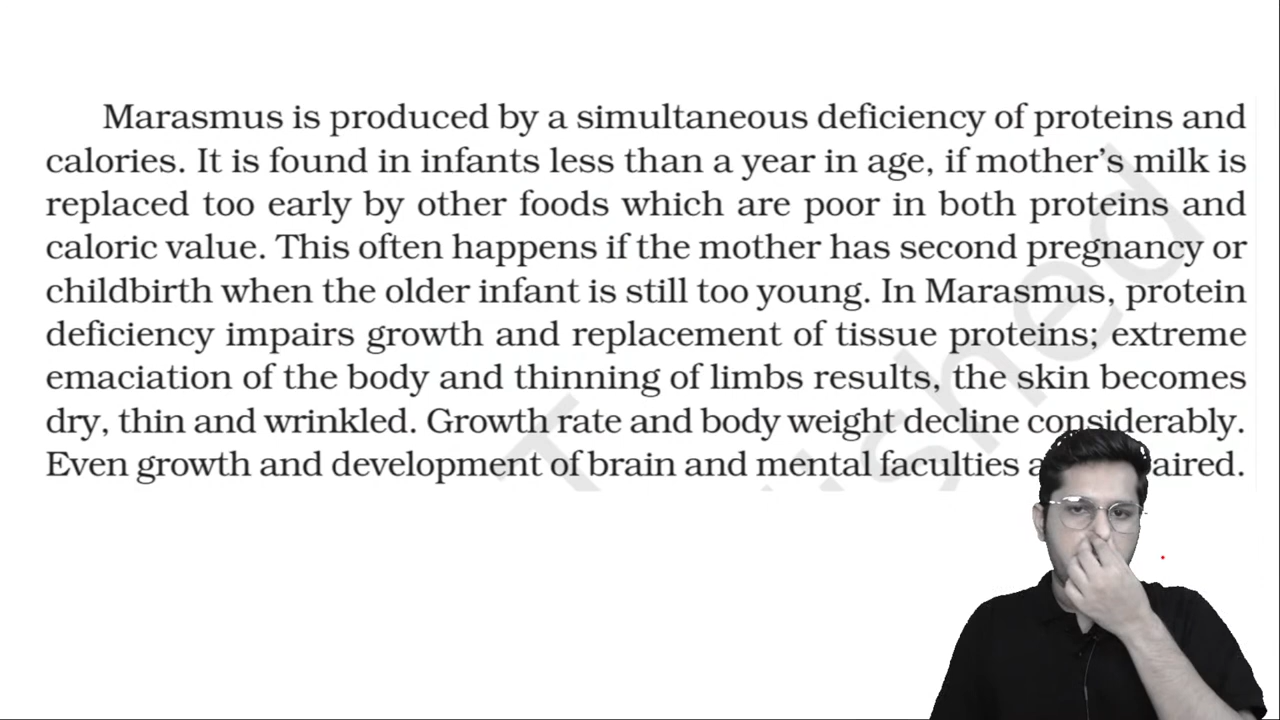 Marasmus is produced by a simultaneous deficiency of proteins and
calories. It is found in infants less than a year in age, if mother's milk is
replaced too early by other foods which are poor in both proteins and
caloric value. This often happens if the mother has second pregnancy or
childbirth when the older infant is still too young. In Marasmus, protein
deficiency impairs growth and replacement of tissue proteins; extreme
emaciation of the body and thinning of limbs results, the skin becomes
dry, thin and wrinkled. Growth rate and body weight decline considerably.
Even growth and development of brain and mental faculties